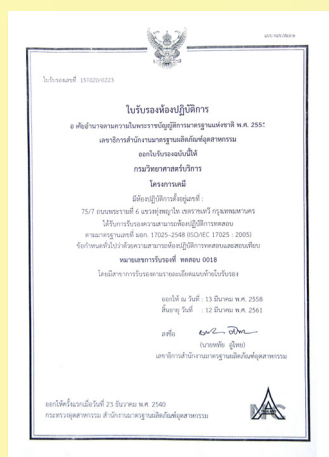 ใบรับรองเลขที่ 15T020/0223
ใบรับรองห้องปฏิบัติการ
อาศัยอำนาจตามความในพระราชบัญญัติการมาตรฐานแห่งชาติ พ.ศ. 2551
เลขาธิการสำนักงานมาตรฐานผลิตภัณฑ์อุตสาหกรรม
ออกใบรับรองฉบับนี้ให้
กรมวิทยาศาสตร์บริการ
โครงการเคมี
มีห้องปฏิบัติการตั้งอยู่เลขที่ :
75/7 ถนนพระรามที่ 6 แขวงทุ่งพญาไท เขตราชเทวี กรุงเทพมหานคร
ได้รับการรับรองความสามารถห้องปฏิบัติการทดสอบ
ตามมาตรฐานเลขที่ มอก. 17025-2548 (ISO/IEC 17025 : 2005)
ข้อกำหนดทั่วไปว่าด้วยความสามารถห้องปฏิบัติการทดสอบและสอบเทียบ
หมายเลขการรับรองที่ ทดสอบ 0018
โดยมีสาขาการรับรองตามรายละเอียดแนบท้ายใบรับรอง
ออกให้ ณ วันที่ : 13 มีนาคม พ.ศ. 2558
สิ้นอายุ วันที่ : 12 มีนาคม พ.ศ. 2561
ลงชื่อ
(นายหทัย อู่ไทย)
เลขาธิการสำนักงานมาตรฐานผลิตภัณฑ์อุตสาหกรรม
ออกให้ครั้งแรกเมื่อวันที่ 23 ธันวาคม พ.ศ. 2540
กระทรวงอุตสาหกรรม สำนักงานมาตรฐานผลิตภัณฑ์อุตสาหกรรม